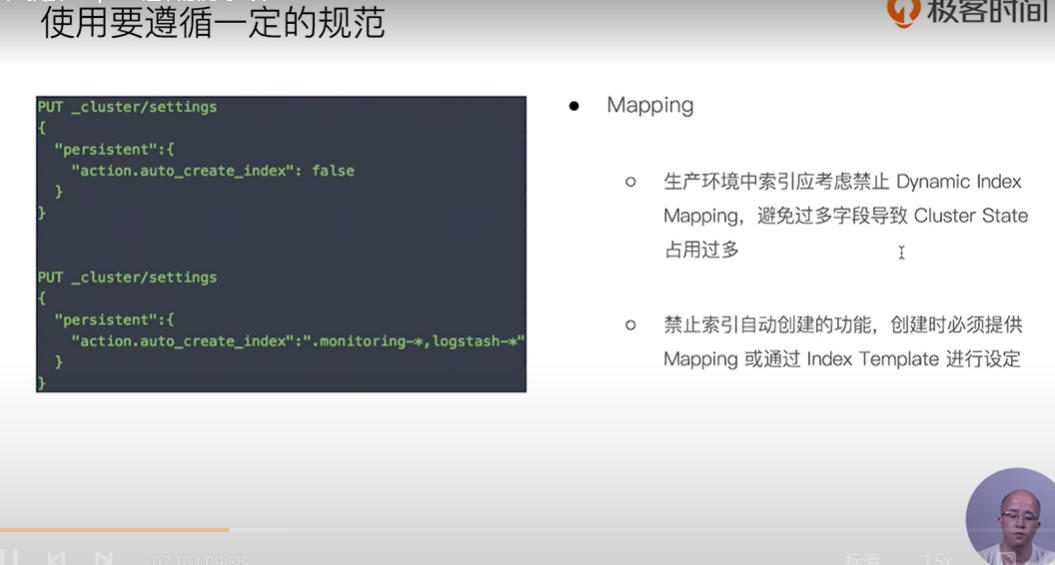 使用要遵循一定的规范
极客时间
PUT _cluster/settings
{
"persistent":{
"action.auto_create_index": false
}
}
PUT _cluster/settings
{
"persistent":{
"action.auto_create_index":".monitoring-*,logstash-*"
}
}
● Mapping
○ 生产环境中索引应考虑禁止 Dynamic Index
Mapping，避免过多字段导致 Cluster State
占用过多
○ 禁止索引自动创建的功能，创建时必须提供
Mapping 或通过 Index Template 进行设定
02:17 / 09:58
标清
1.5x